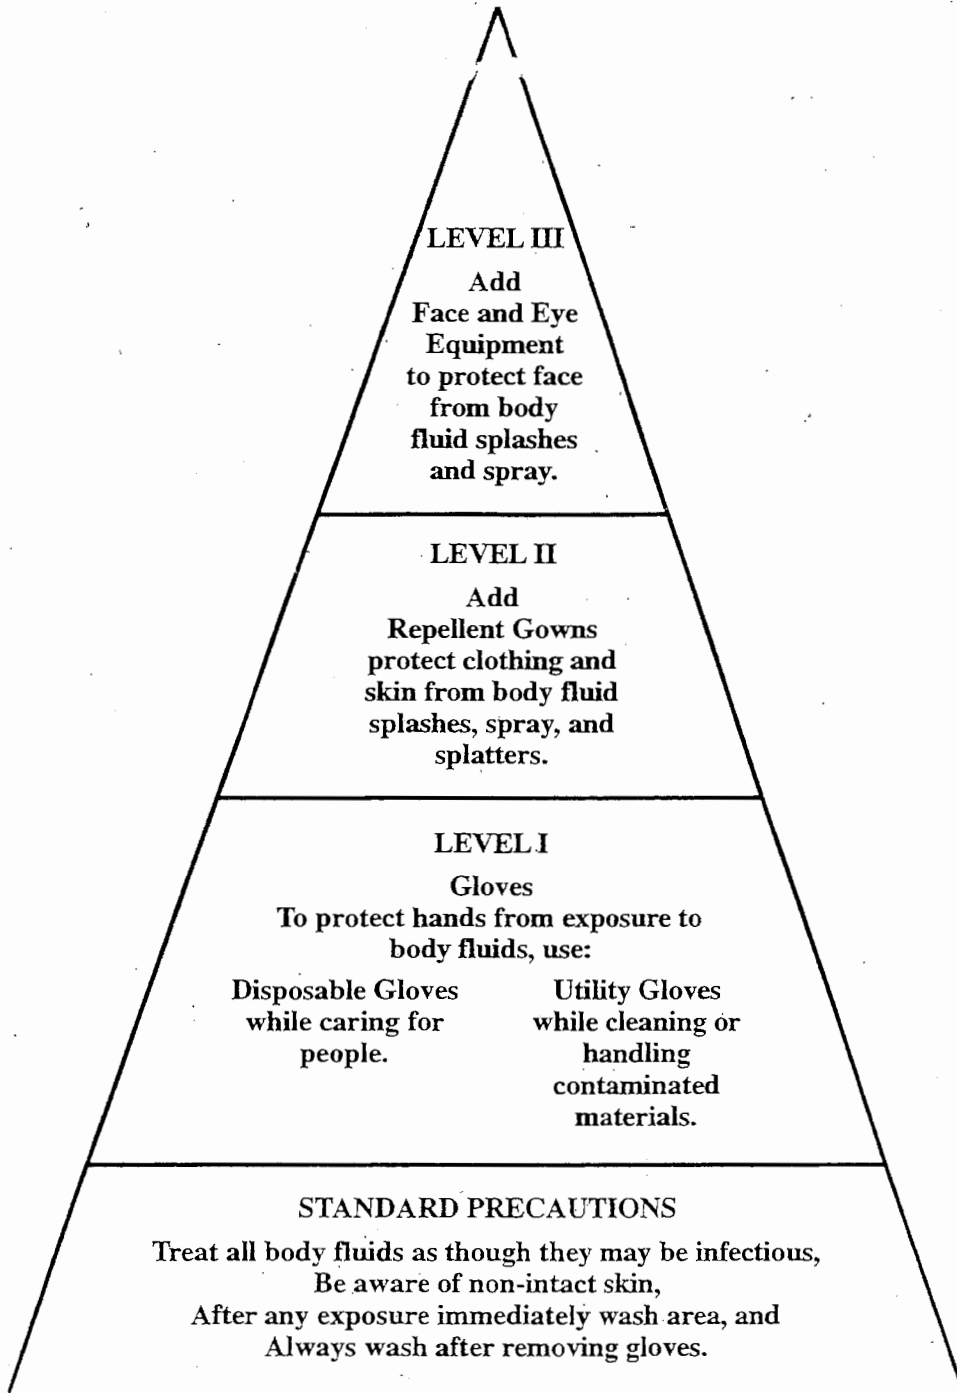 LEVEL III
Add
Face and Eye
Equipment
to protect face
from body
fluid splashes
and spray.
LEVEL II
Add
Repellent Gowns
protect clothing and
skin from body fluid
splashes, spray, and
splatters.
LEVEL I
Gloves
To protect hands from exposure to
body fluids, use:
Disposable Gloves
while caring for
people.
Utility Gloves
while cleaning or
handling
contaminated
materials.
STANDARD PRECAUTIONS
Treat all body fluids as though they may be infectious,
Be aware of non-intact skin,
After any exposure immediately wash area, and
Always wash after removing gloves.